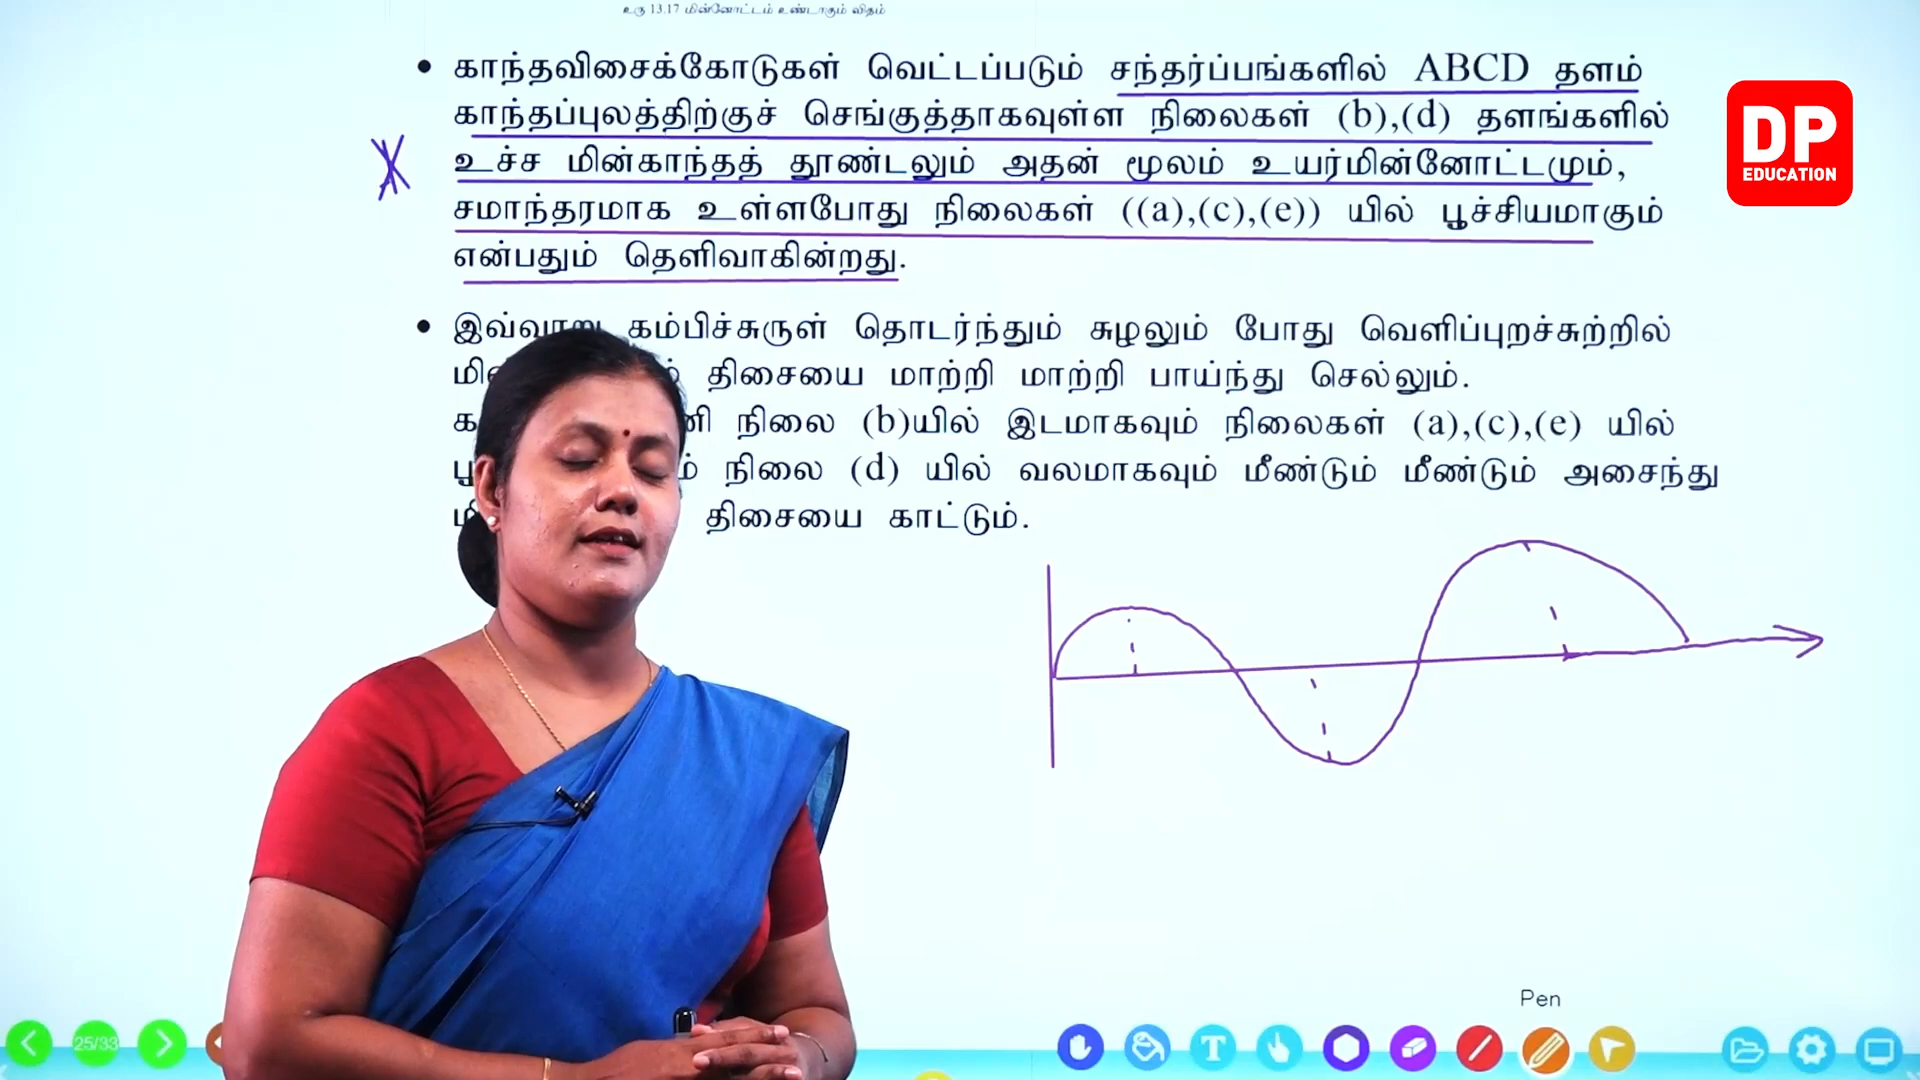 உரு 13.17 மின்னோட்டம் உண்டாகும் விதம்
காந்தவிசைக்கோடுகள் வெட்டப்படும் சந்தர்ப்பங்களில் ABCD தளம்
காந்தப்புலத்திற்குச் செங்குத்தாகவுள்ள நிலைகள் (b),(d) தளங்களில்
உச்ச மின்காந்தத் தூண்டலும் அதன் மூலம் உயர்மின்னோட்டமும்,
சமாந்தரமாக உள்ளபோது நிலைகள் ((a),(c),(e)) யில் பூச்சியமாகும்
என்பதும் தெளிவாகின்றது.
இவ்வாறு கம்பிச்சுருள் தொடர்ந்தும் சுழலும் போது வெளிப்புறச்சுற்றில்
திசையை மாற்றி மாற்றி பாய்ந்து செல்லும்.
நிலை (b)யில் இடமாகவும் நிலைகள் (a),(c),(e) யில்
நிலை (d) யில் வலமாகவும் மீண்டும் மீண்டும் அசைந்து
திசையை காட்டும்.
DP
EDUCATION
Pen
25/33
T